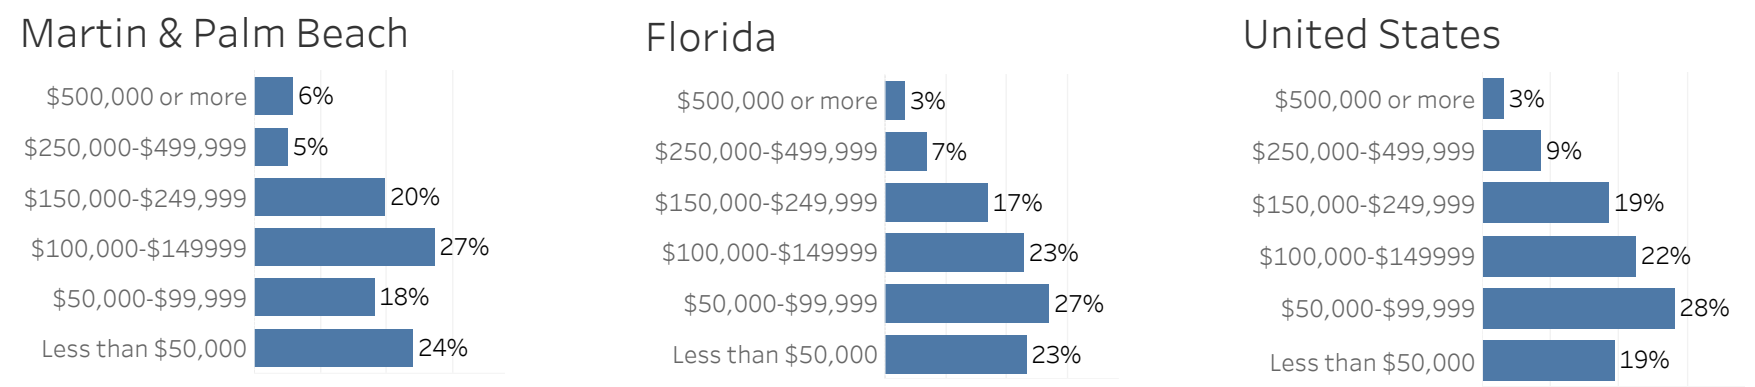 Martin & Palm Beach
$500,000 or more 6%
$250,000-$499,999 5%
$150,000-$249,999 20%
$100,000-$149999 27%
$50,000-$99,999 18%
Less than $50,000 24%
Florida
$500,000 or more 3%
$250,000-$499,999 7%
$150,000-$249,999 17%
$100,000-$149999 23%
$50,000-$99,999 27%
Less than $50,000 23%
United States
$500,000 or more 3%
$250,000-$499,999 9%
$150,000-$249,999 19%
$100,000-$149999 22%
$50,000-$99,999 28%
Less than $50,000 19%